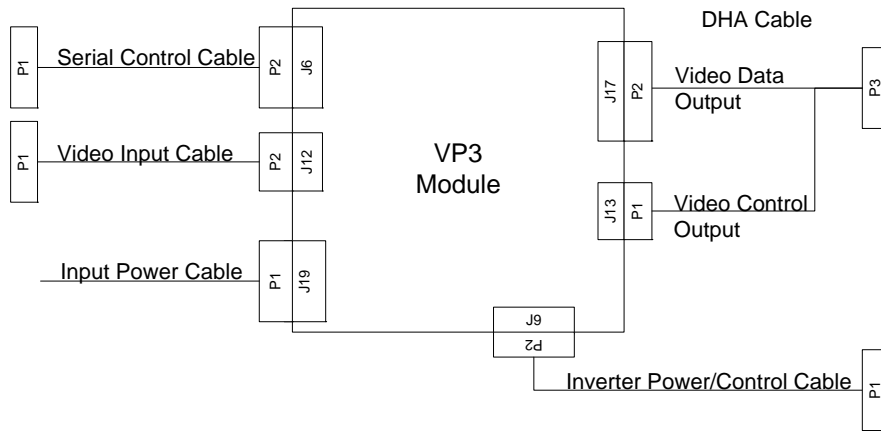 DHA Cable
P1
Serial Control Cable
P2
J6
J17
P2
Video Data
Output
P3
P1
Video Input Cable
P2
J12
VP3
Module
J13
P1
Video Control
Output
Input Power Cable
P1
J19
J9
P2
Inverter Power/Control Cable
P1